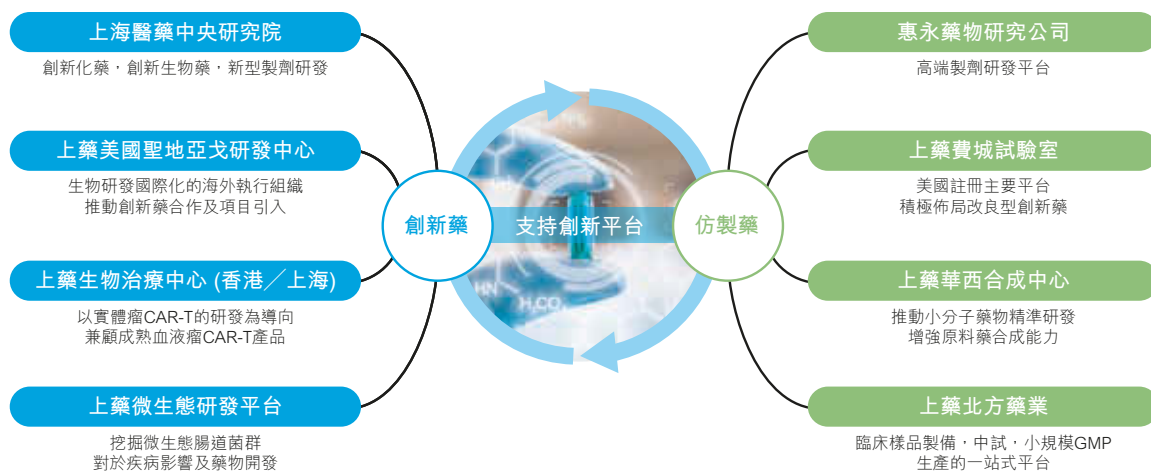 上海醫藥中央研究院
創新化藥,創新生物藥,新型製劑研發
上藥美國聖地亞戈研發中心
生物研發國際化的海外執行組織
推動創新藥合作及項目引入
上藥生物治療中心 (香港/上海)
以實體瘤CAR-T的研發為導向
兼顧成熟血液瘤CAR-T產品
上藥微生態研發平台
挖掘微生態腸道菌群
對於疾病影響及藥物開發
創新藥
支持創新平台
仿製藥
HN
H₃CO
惠永藥物研究公司
高端製劑研發平台
上藥費城試驗室
美國註冊主要平台
積極佈局改良型創新藥
上藥華西合成中心
推動小分子藥物精準研發
增強原料藥合成能力
上藥北方藥業
臨床樣品製備,中試,小規模GMP
生產的一站式平台